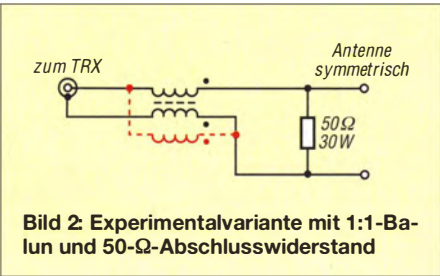 zum TRX
Antenne
symmetrisch
50Ω
30W
Bild 2: Experimentalvariante mit 1:1-Ba-
lun und 50-Ω-Abschlusswiderstand